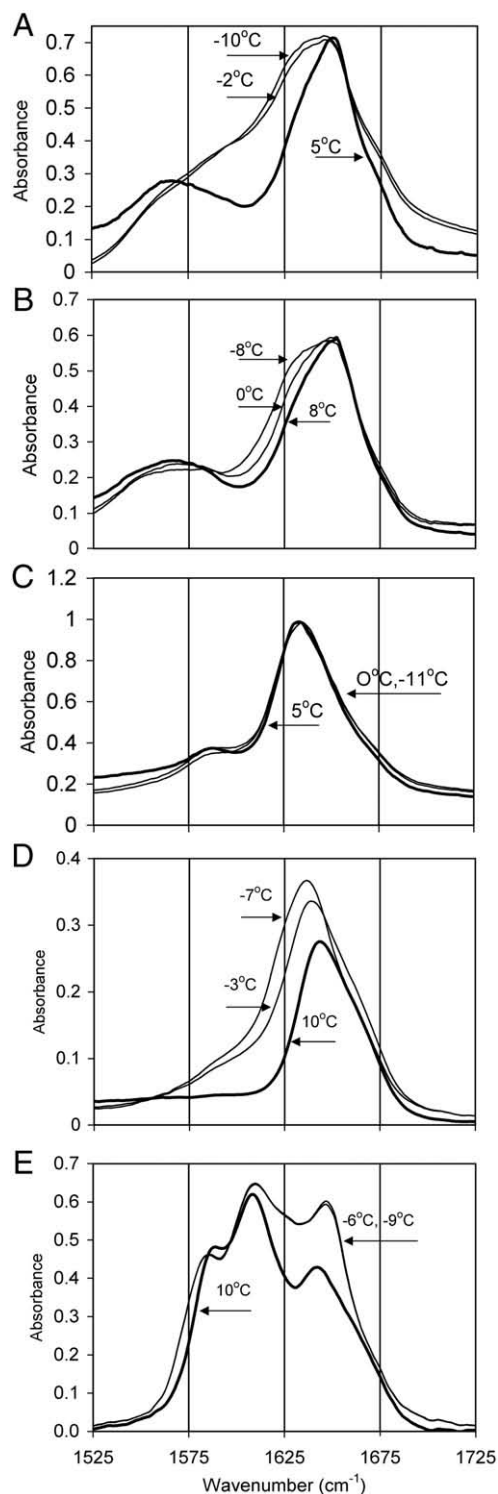 A
0.7
0.6
0.5
0.4
0.3
0.2
0.1
0
Absorbance
-10°C
-2°C
5°C
B
0.7
0.6
0.5
0.4
0.3
0.2
0.1
0
Absorbance
-8°C
0°C
8°C
C
1.2
1
0.8
0.6
0.4
0.2
0
Absorbance
O°C,-11°C
5°C
D
0.4
0.3
0.2
0.1
0
Absorbance
-7°C
-3°C
10°C
E
0.7
0.6
0.5
0.4
0.3
0.2
0.1
0.0
Absorbance
-6°C, -9°C
10°C
1525 1575 1625 1675 1725
Wavenumber (cm⁻¹)